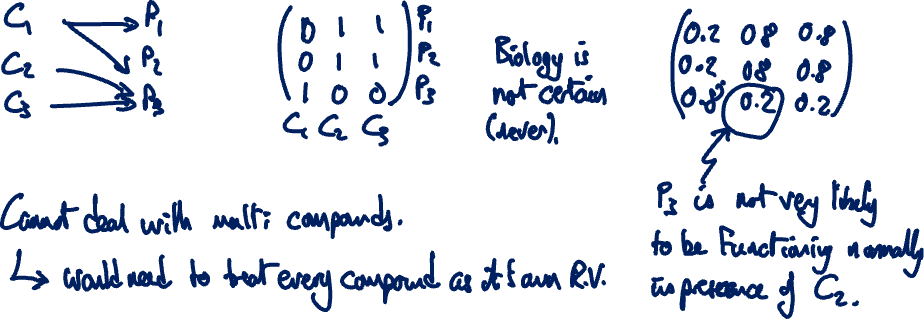 C1 P1
C2 P2
C3 P3
0 1 1 P1
0 1 1 P2
1 0 0 P3
C1 C2 C3
Biology is
not certain
(never).
0.2 0.8 0.8
0.2 0.8 0.8
0.8 0.2 0.2
P3 is not very likely
to be functioning normally
in presence of C2.
Cannot deal with multi compounds.
↳ would need to treat every compound as it's own R.V.